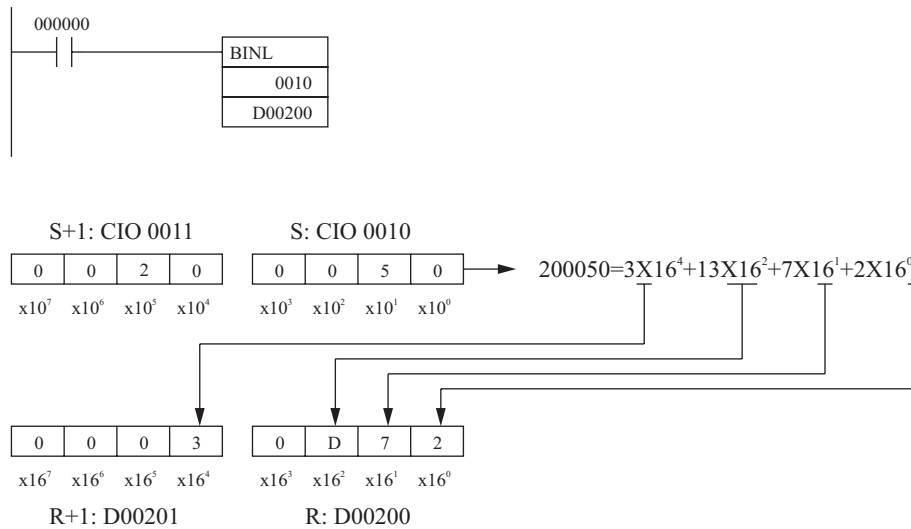 000000
BINL
0010
D00200
S+1: CIO 0011 S: CIO 0010
0 0 2 0 0 0 5 0 200050=3X16⁴+13X16²+7X16¹+2X16⁰
x10⁷ x10⁶ x10⁵ x10⁴ x10³ x10² x10¹ x10⁰
0 0 0 3 0 D 7 2
x16⁷ x16⁶ x16⁵ x16⁴ x16³ x16² x16¹ x16⁰
R+1: D00201 R: D00200